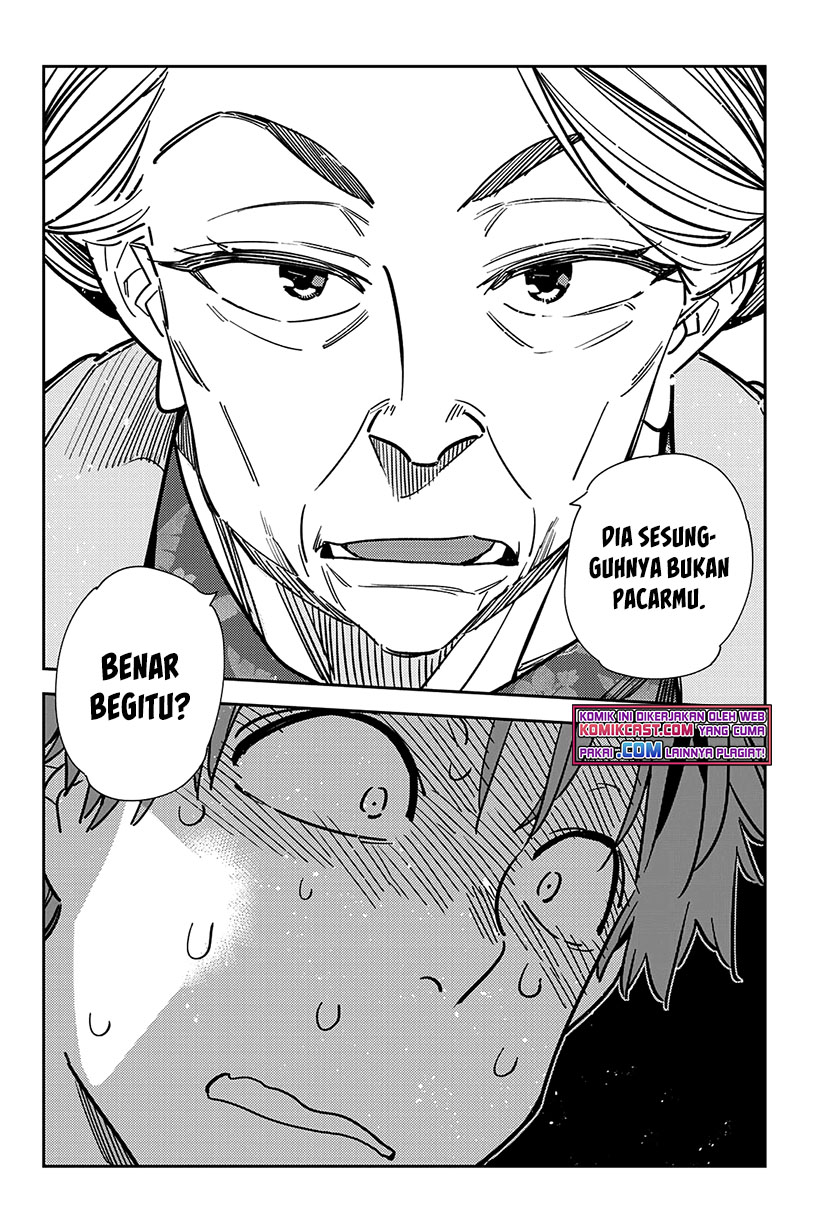 DIA SESUNG-
GUHNYA BUKAN
PACARMU.
BENAR
BEGITU?
KOMIK INI DIKERJAKAN OLEH WEB
KOMIKCAST.COM YANG CUMA
PAKAI .COM LAINNYA PLAGIAT!